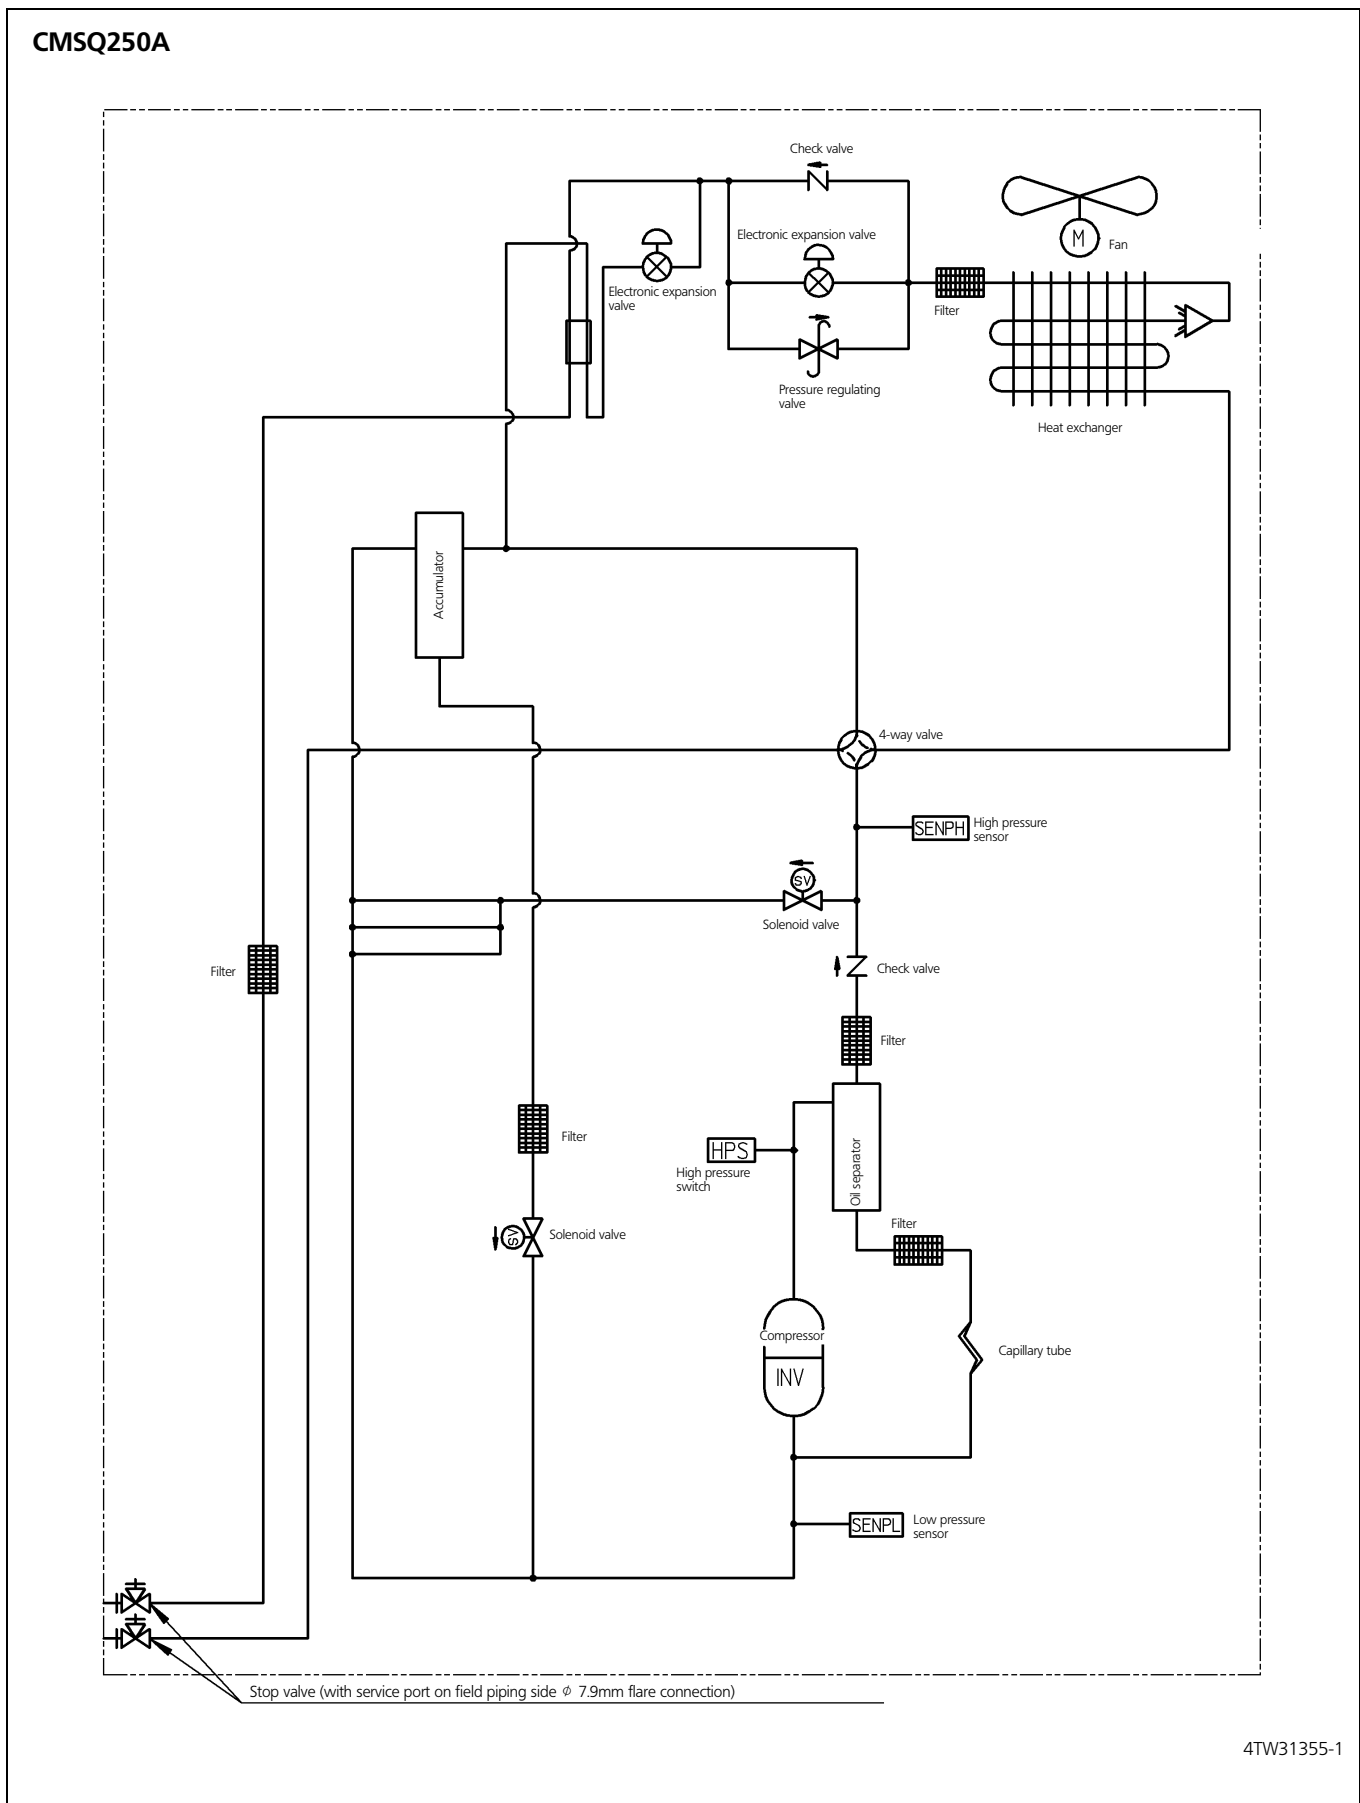 CMSQ250A
Check valve
Electronic expansion valve
M
Fan
Electronic expansion
valve
Filter
Pressure regulating
valve
Heat exchanger
Accumulator
4-way valve
SENPH
High pressure
sensor
SV
Solenoid valve
Check valve
Filter
Filter
Filter
HPS
High pressure
switch
Oil separator
Filter
SV
Solenoid valve
Compressor
INV
Capillary tube
SENPL
Low pressure
sensor
Stop valve (with service port on field piping side ϕ 7.9mm flare connection)
4TW31355-1